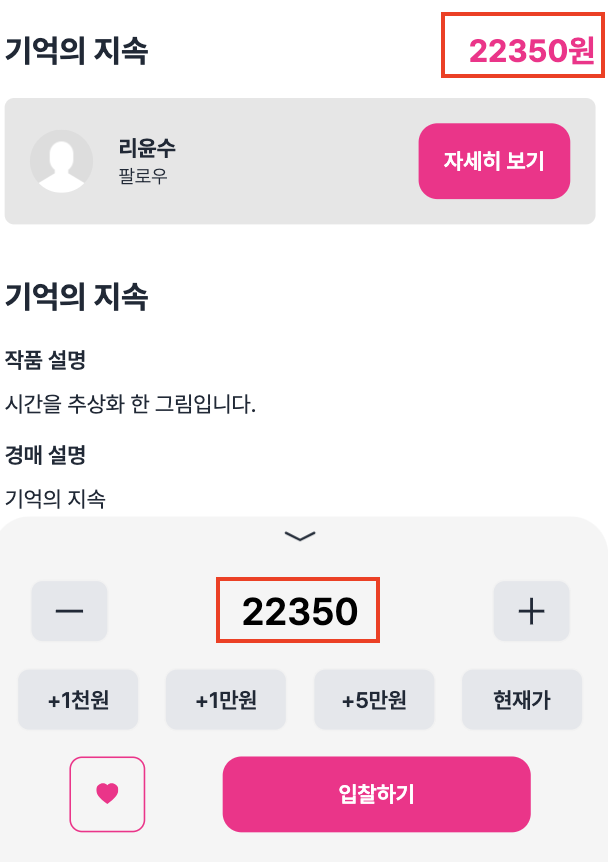 기억의 지속
22350원
리윤수
팔로우
자세히 보기
기억의 지속
작품 설명
시간을 추상화 한 그림입니다.
경매 설명
기억의 지속
22350
+1천원 +1만원 +5만원 현재가
입찰하기